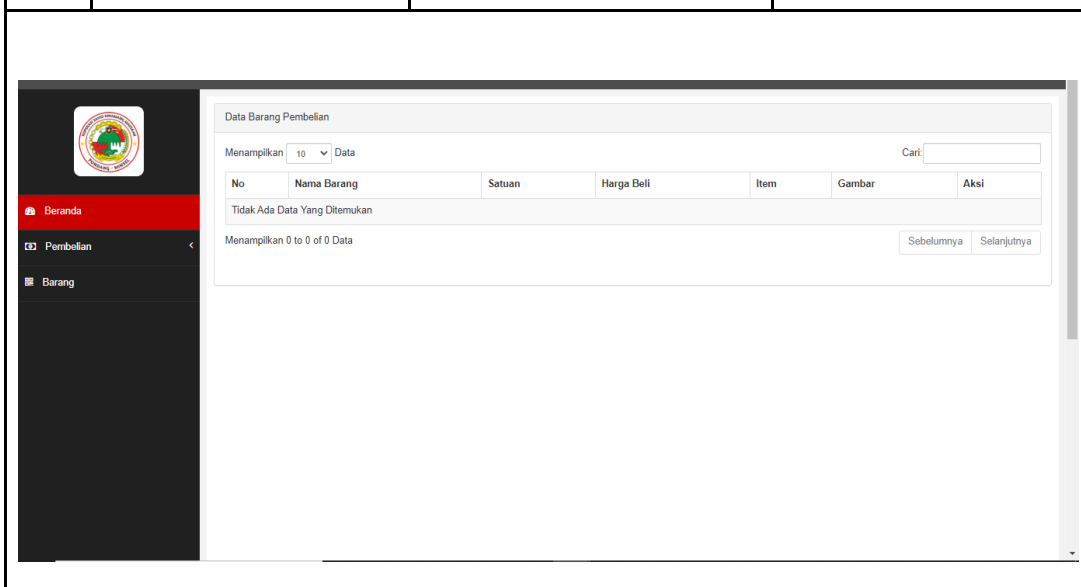 Data Barang Pembelian
Menampilkan 10 Data Cari:
No Nama Barang Satuan Harga Beli Item Gambar Aksi
Tidak Ada Data Yang Ditemukan
Menampilkan 0 to 0 of 0 Data Sebelumnya Selanjutnya
Beranda
Pembelian
Barang